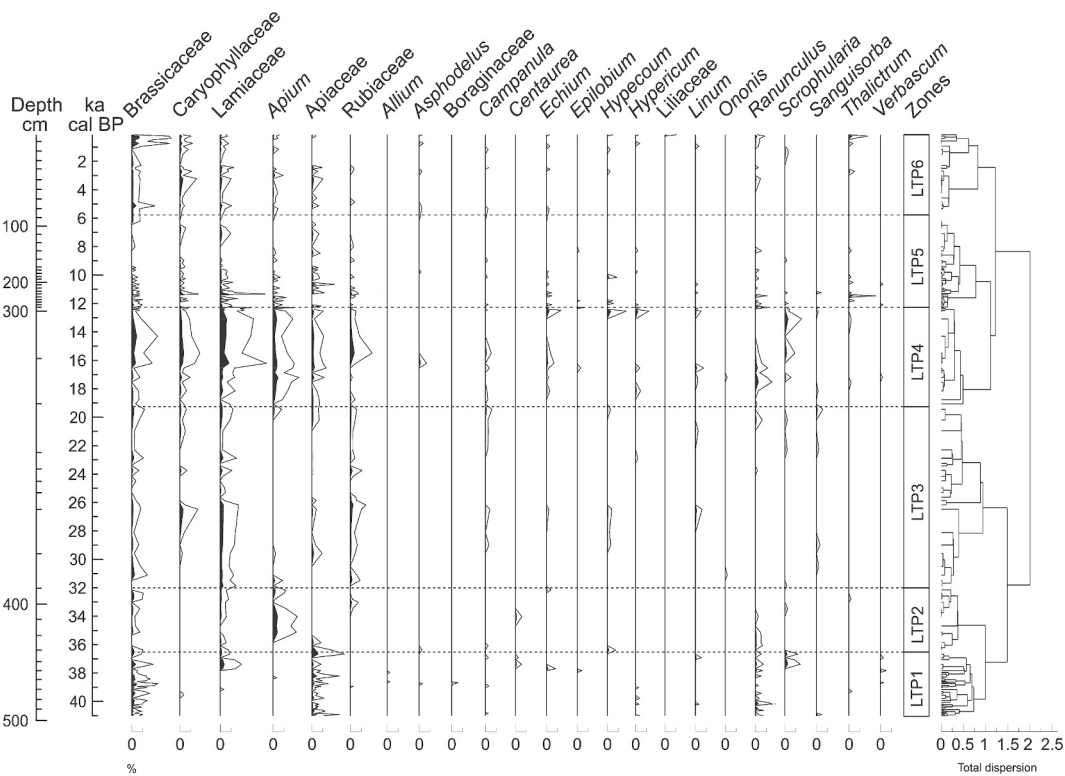 Brassicaceae
Caryophyllaceae
Lamiaceae
Apium
Apiaceae
Rubiaceae
Allium
Asphodelus
Boraginaceae
Campanula
Centaurea
Echium
Epilobium
Hypecoum
Hypericum
Liliaceae
Linum
Ononis
Ranunculus
Scrophularia
Sanguisorba
Thalictrum
Verbascum
Zones
Depth ka
cm cal BP
2
4
6
100
8
10
200
12
300
14
16
18
20
22
24
26
28
30
32
400
34
36
38
40
500
LTP6
LTP5
LTP4
LTP3
LTP2
LTP1
0 0 0 0 0 0 0 0 0 0 0 0 0 0 0 0 0 0 0 0 0 0 0 0 0.5 1 1.5 2 2.5
% Total dispersion